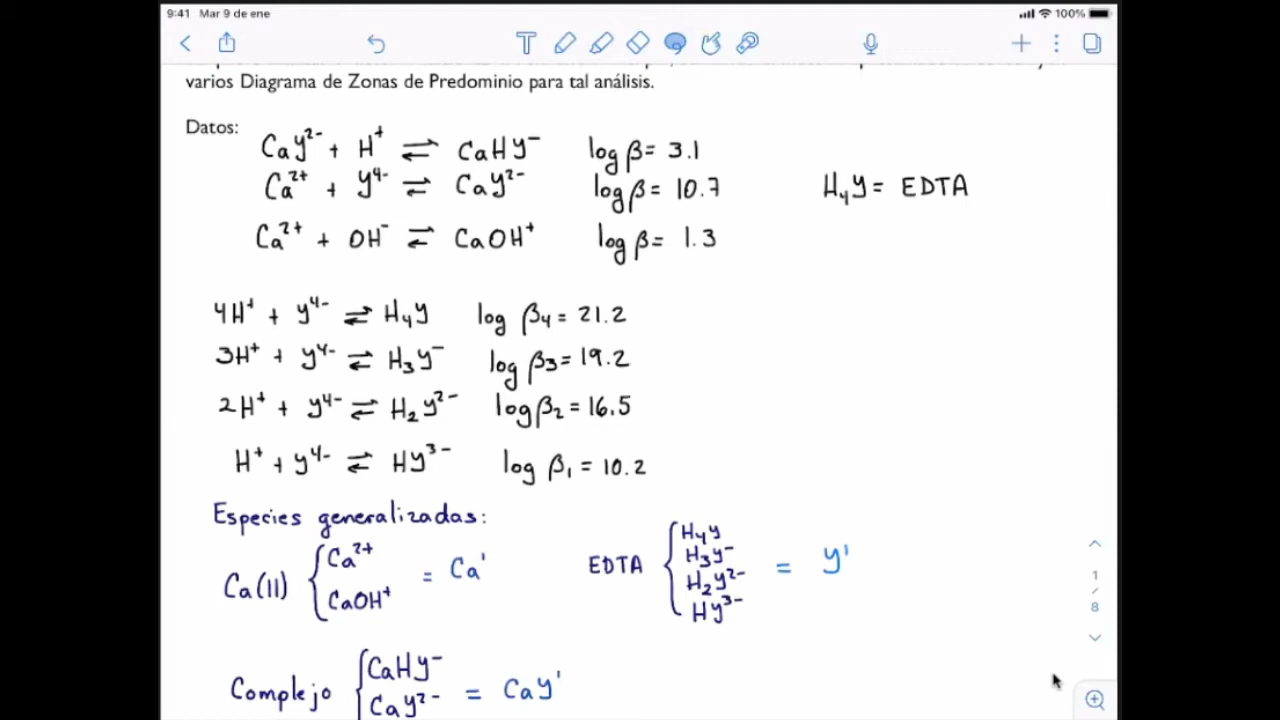 9:41 Mar 9 de ene 100%
varios Diagrama de Zonas de Predominio para tal análisis.
Datos:
CaY²⁻ + H⁺ ⇌ CaHY⁻ log β = 3.1
Ca²⁺ + Y⁴⁻ ⇌ CaY²⁻ log β = 10.7 H₄Y = EDTA
Ca²⁺ + OH⁻ ⇌ CaOH⁺ log β = 1.3
4H⁺ + Y⁴⁻ ⇌ H₄Y log β₄ = 21.2
3H⁺ + Y⁴⁻ ⇌ H₃Y⁻ log β₃ = 19.2
2H⁺ + Y⁴⁻ ⇌ H₂Y²⁻ log β₂ = 16.5
H⁺ + Y⁴⁻ ⇌ HY³⁻ log β₁ = 10.2
Especies generalizadas:
Ca(II) { Ca²⁺
CaOH⁺ = Ca'
EDTA { H₄Y
H₃Y⁻
H₂Y²⁻
HY³⁻ = Y'
Complejo { CaHY⁻
CaY²⁻ = CaY'
1
/
8